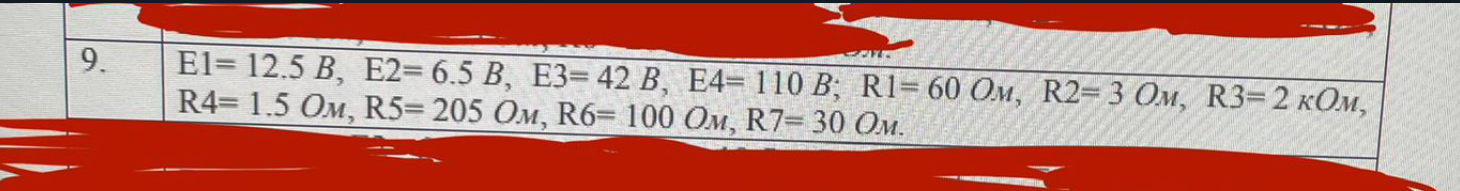 9.
E1= 12.5 В, E2= 6.5 В, E3= 42 В, E4= 110 В; R1= 60 Ом, R2= 3 Ом, R3= 2 кОм,
R4= 1.5 Ом, R5= 205 Ом, R6= 100 Ом, R7= 30 Ом.